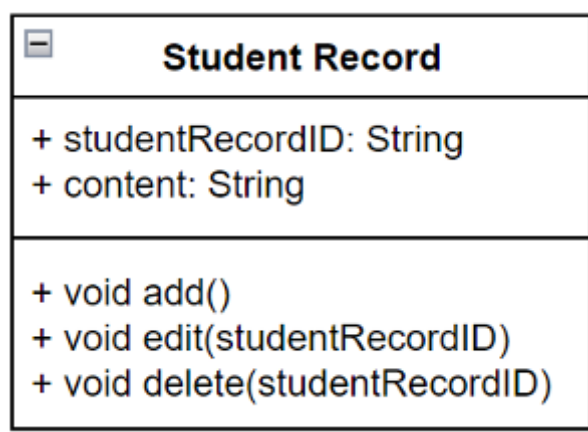 Student Record
+ studentRecordID: String
+ content: String
+ void add()
+ void edit(studentRecordID)
+ void delete(studentRecordID)